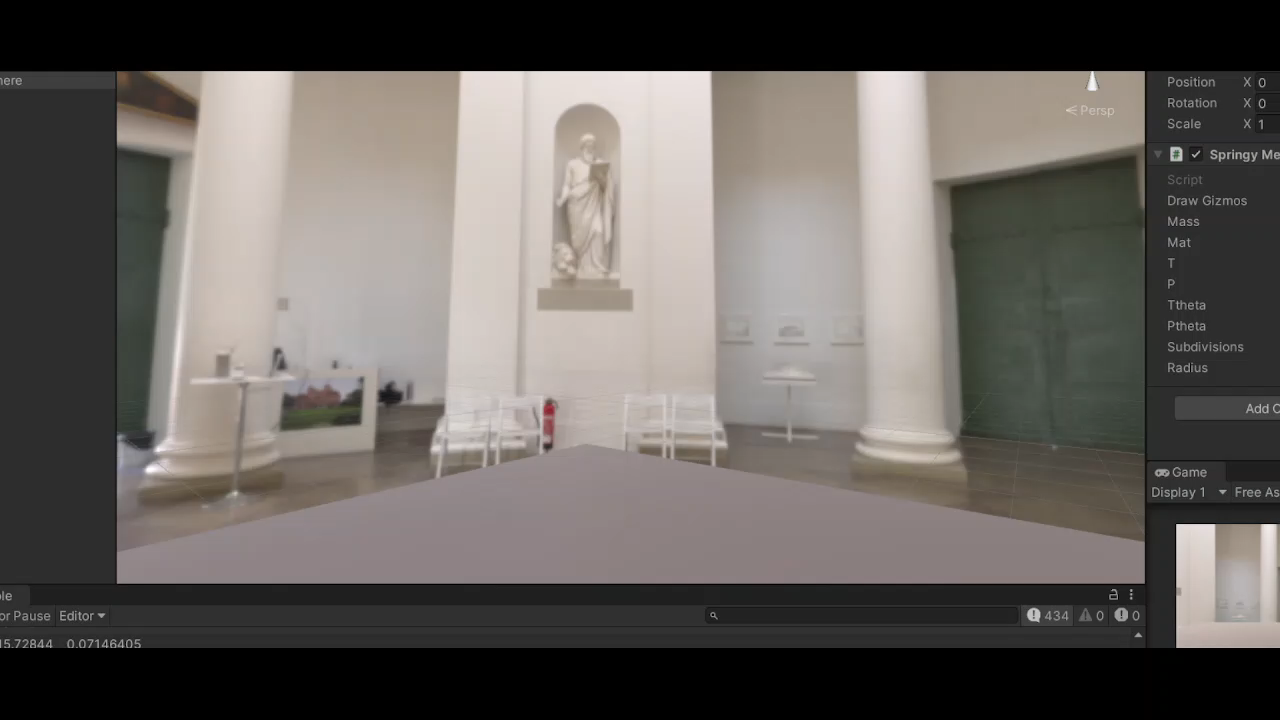 here
Persp
Position X 0
Rotation X 0
Scale X 1
# Springy Me
Script
Draw Gizmos
Mass
Mat
T
P
Ttheta
Ptheta
Subdivisions
Radius
Add C
Game
Display 1 Free As
ole
or Pause Editor 434 0 0
15.72844 0.07146405